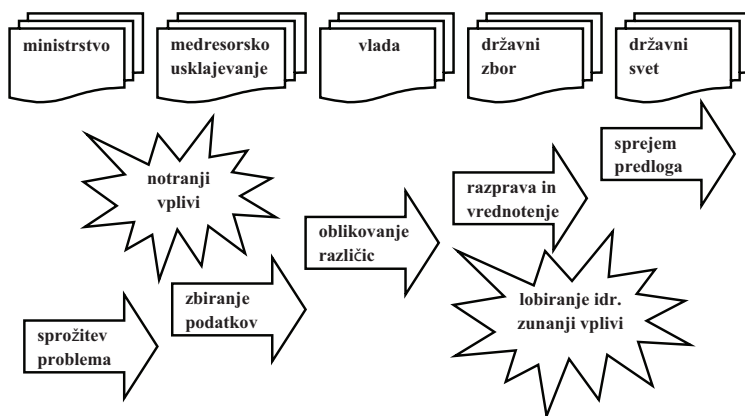 ministrstvo
medresorsko
usklajevanje
vlada
državni
zbor
državni
svet
sprejem
predloga
notranji
vplivi
razprava in
vrednotenje
oblikovanje
različic
zbiranje
podatkov
lobiranje idr.
zunanji vplivi
sprožitev
problema